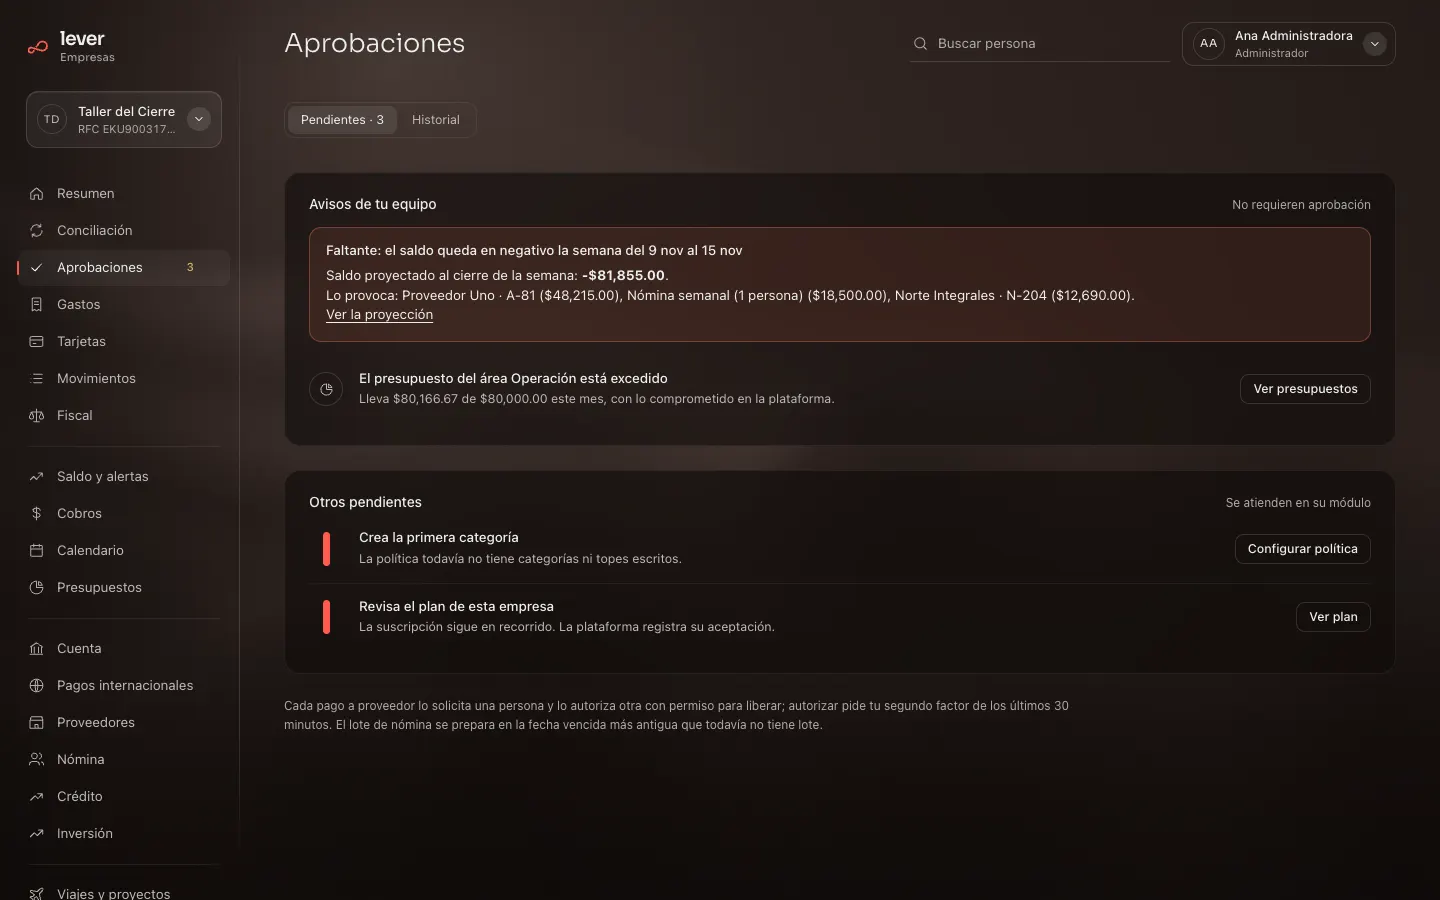 lever
Empresas
TD
Taller del Cierre
RFC EKU900317...
Resumen
Conciliación
Aprobaciones 3
Gastos
Tarjetas
Movimientos
Fiscal
Saldo y alertas
Cobros
Calendario
Presupuestos
Cuenta
Pagos internacionales
Proveedores
Nómina
Crédito
Inversión
Viajes y proyectos
Aprobaciones
Buscar persona
AA
Ana Administradora
Administrador
Pendientes · 3
Historial
Avisos de tu equipo
No requieren aprobación
Faltante: el saldo queda en negativo la semana del 9 nov al 15 nov
Saldo proyectado al cierre de la semana: -$81,855.00.
Lo provoca: Proveedor Uno · A-81 ($48,215.00), Nómina semanal (1 persona) ($18,500.00), Norte Integrales · N-204 ($12,690.00).
Ver la proyección
El presupuesto del área Operación está excedido
Lleva $80,166.67 de $80,000.00 este mes, con lo comprometido en la plataforma.
Ver presupuestos
Otros pendientes
Se atienden en su módulo
Crea la primera categoría
La política todavía no tiene categorías ni topes escritos.
Configurar política
Revisa el plan de esta empresa
La suscripción sigue en recorrido. La plataforma registra su aceptación.
Ver plan
Cada pago a proveedor lo solicita una persona y lo autoriza otra con permiso para liberar; autorizar pide tu segundo factor de los últimos 30
minutos. El lote de nómina se prepara en la fecha vencida más antigua que todavía no tiene lote.